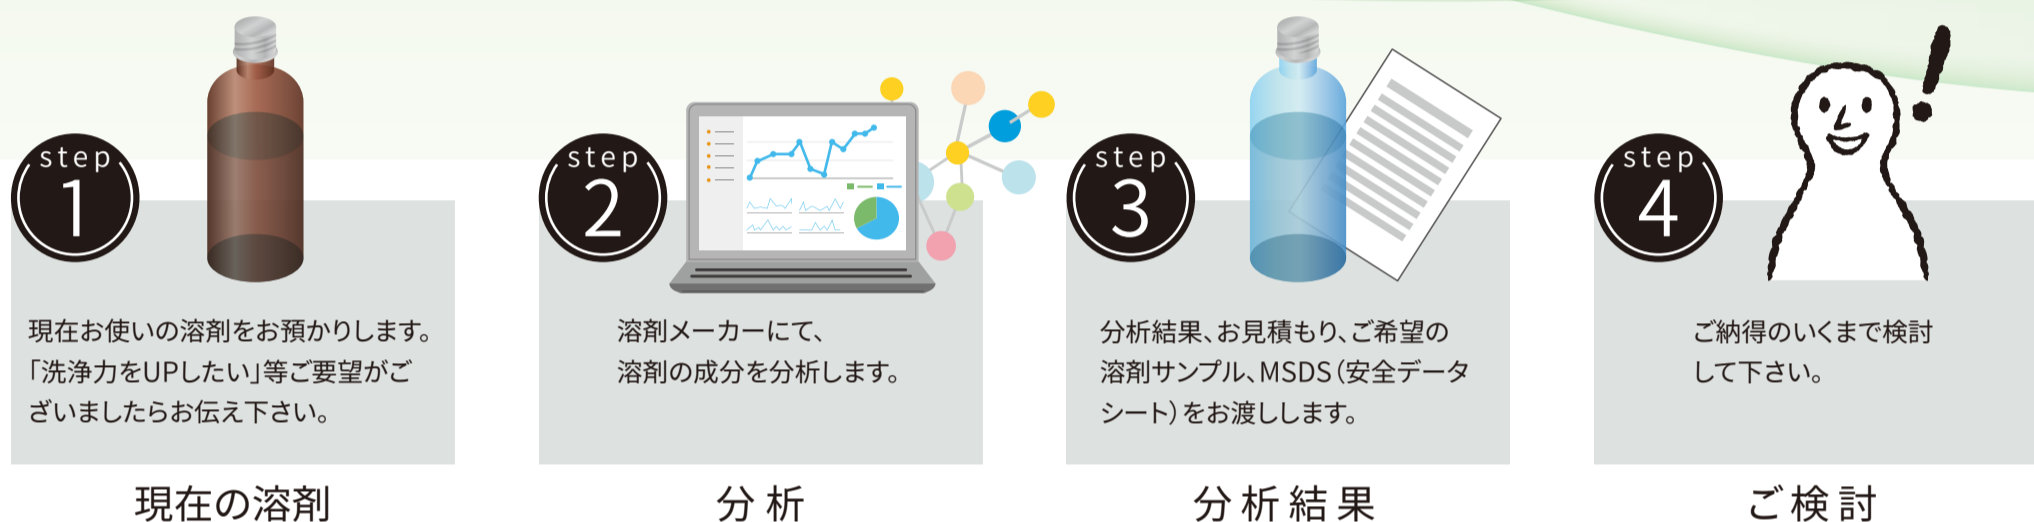 step
1
現在お使いの溶剤をお預かりします。
「洗浄力をUPしたい」等ご要望がご
ざいましたらお伝え下さい。
現在の溶剤
step
2
溶剤メーカーにて、
溶剤の成分を分析します。
分析
step
3
分析結果、お見積もり、ご希望の
溶剤サンプル、MSDS(安全データ
シート)をお渡しします。
分析結果
step
4
ご納得のいくまで検討
して下さい。
ご検討